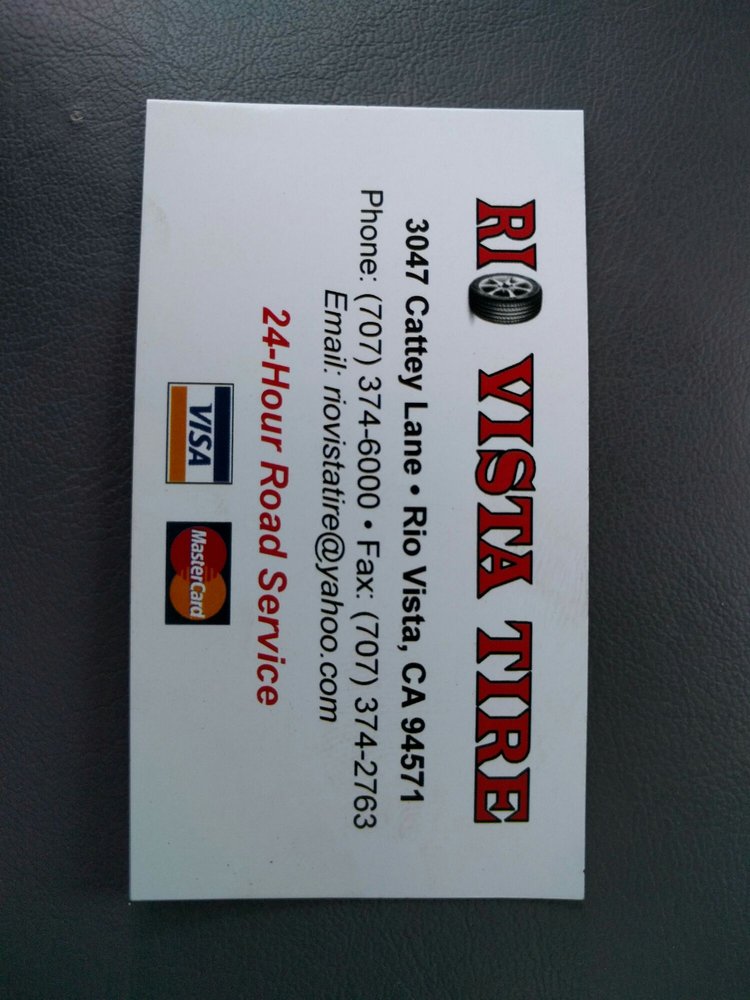 RIO VISTA TIRE
3047 Cattey Lane • Rio Vista, CA 94571
Phone: (707) 374-6000 • Fax: (707) 374-2763
Email: riovistatire@yahoo.com
24-Hour Road Service
VISA MasterCard